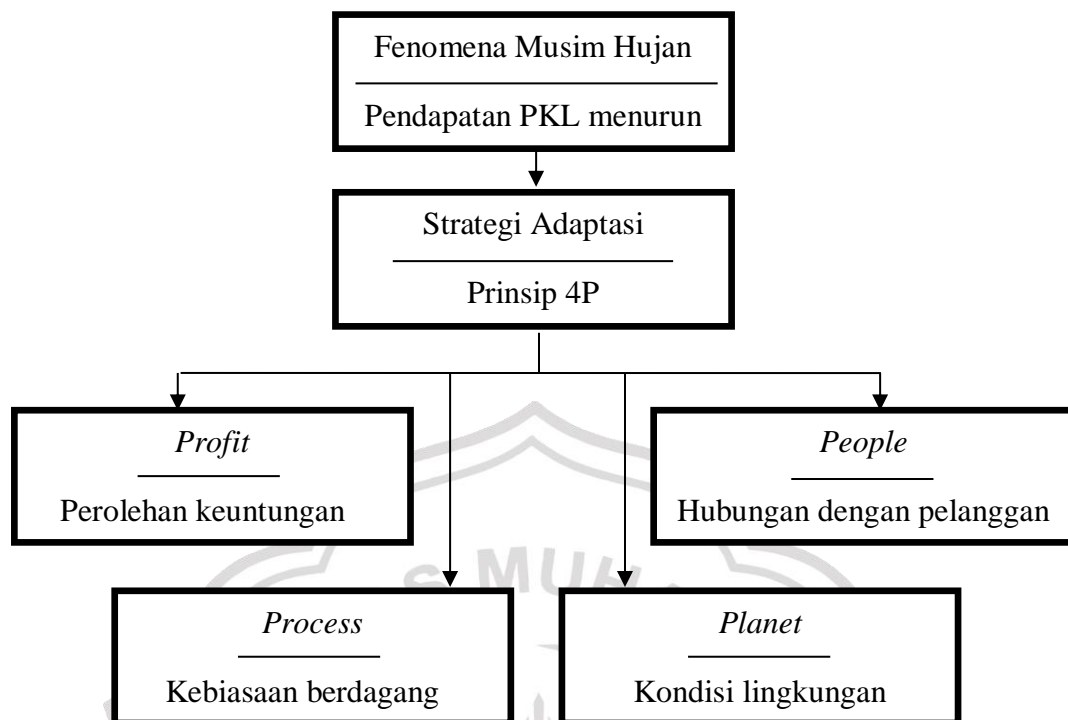 Fenomena Musim Hujan
Pendapatan PKL menurun
Strategi Adaptasi
Prinsip 4P
Profit
Perolehan keuntungan
People
Hubungan dengan pelanggan
Process
Kebiasaan berdagang
Planet
Kondisi lingkungan